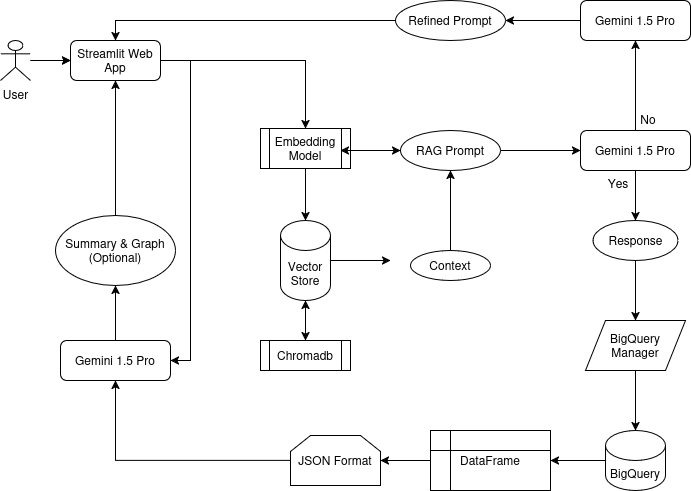 Refined Prompt
Gemini 1.5 Pro
Streamlit Web
App
User
No
Embedding
Model
RAG Prompt
Gemini 1.5 Pro
Yes
Summary & Graph
(Optional)
Response
Vector
Store
Context
Gemini 1.5 Pro
Chromadb
BigQuery
Manager
JSON Format
DataFrame
BigQuery